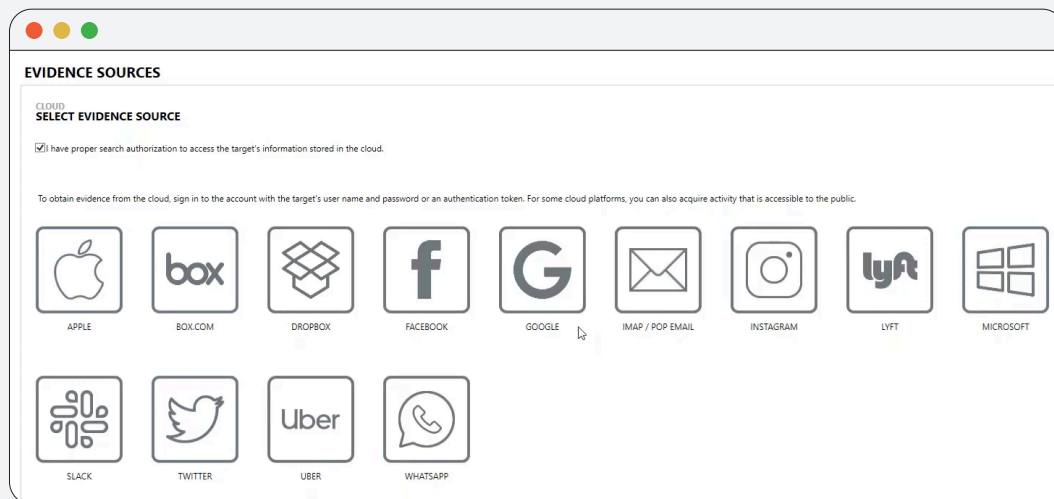 EVIDENCE SOURCES
CLOUD
SELECT EVIDENCE SOURCE
I have proper search authorization to access the target's information stored in the cloud.
To obtain evidence from the cloud, sign in to the account with the target's user name and password or an authentication token. For some cloud platforms, you can also acquire activity that is accessible to the public.
box
f
G
lyft
APPLE
BOX.COM
DROPBOX
FACEBOOK
GOOGLE
IMAP / POP EMAIL
INSTAGRAM
LYFT
MICROSOFT
Uber
SLACK
TWITTER
UBER
WHATSAPP